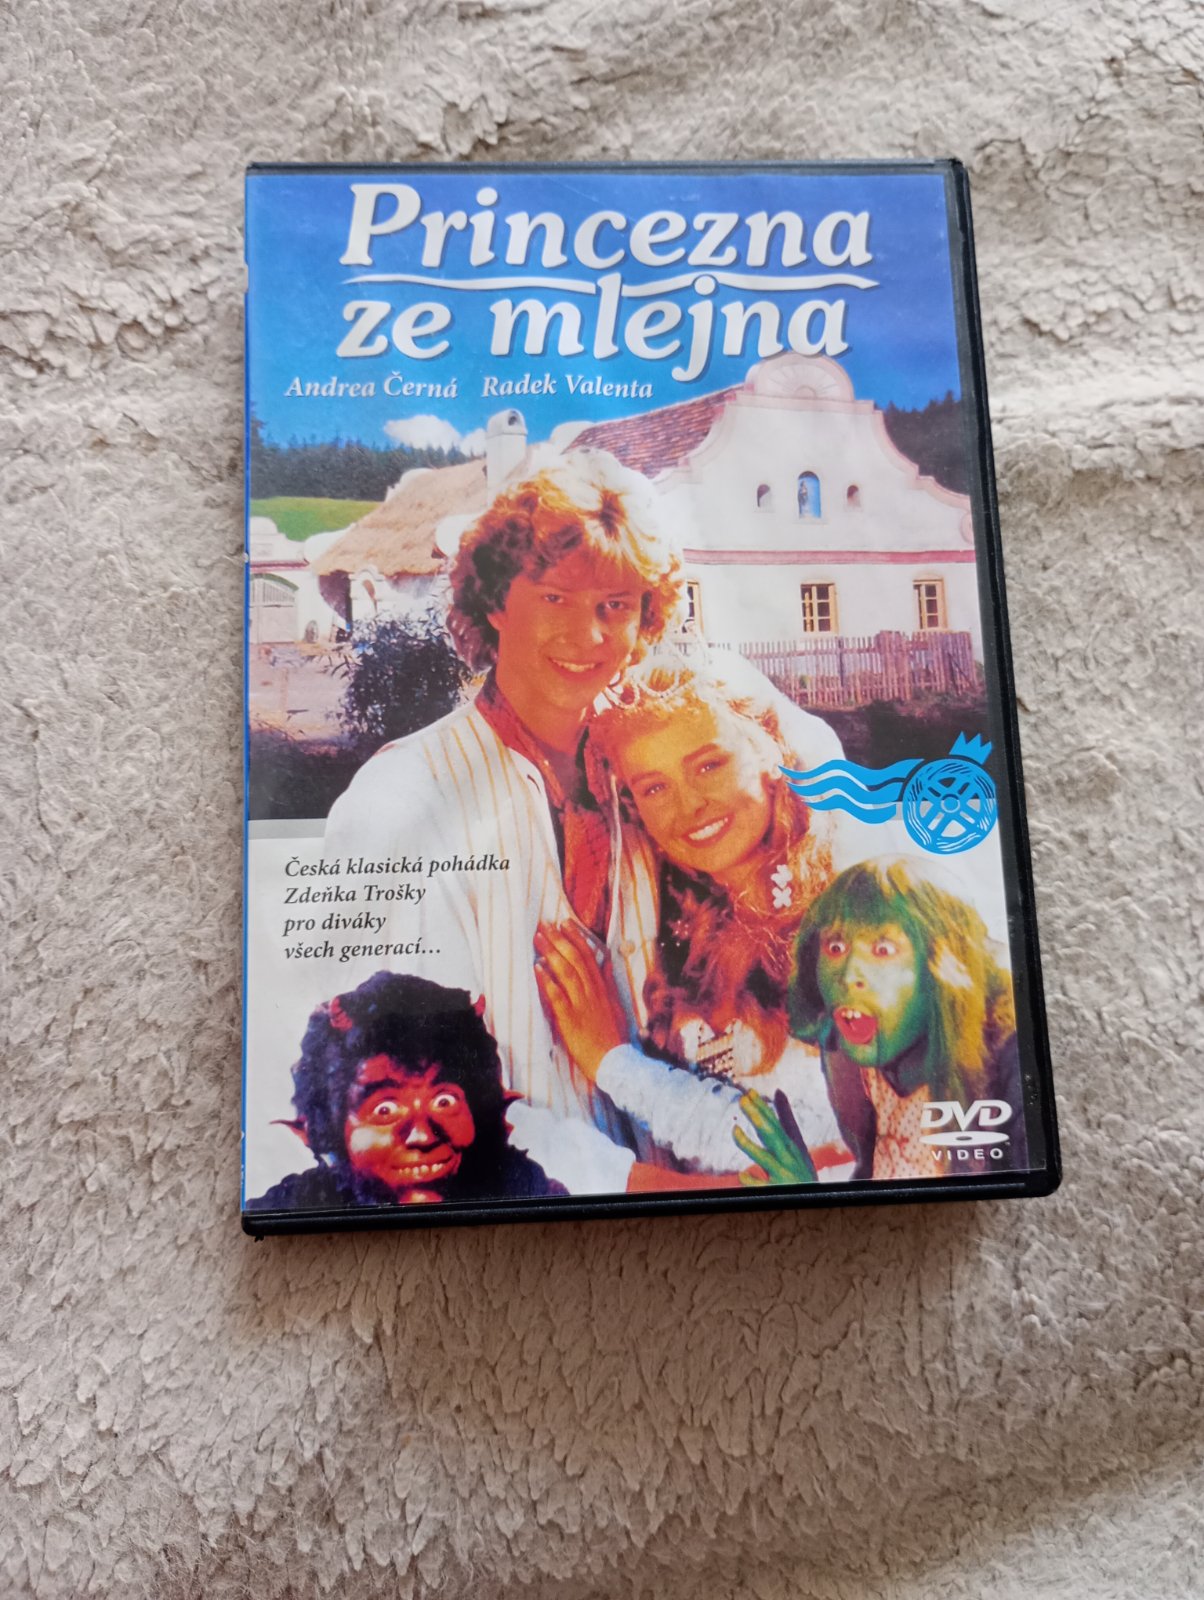 Princezna
ze mlejna
Andrea Černá Radek Valenta
Česká klasická pohádka
Zdeňka Trošky
pro diváky
všech generací...
DVD
VIDEO